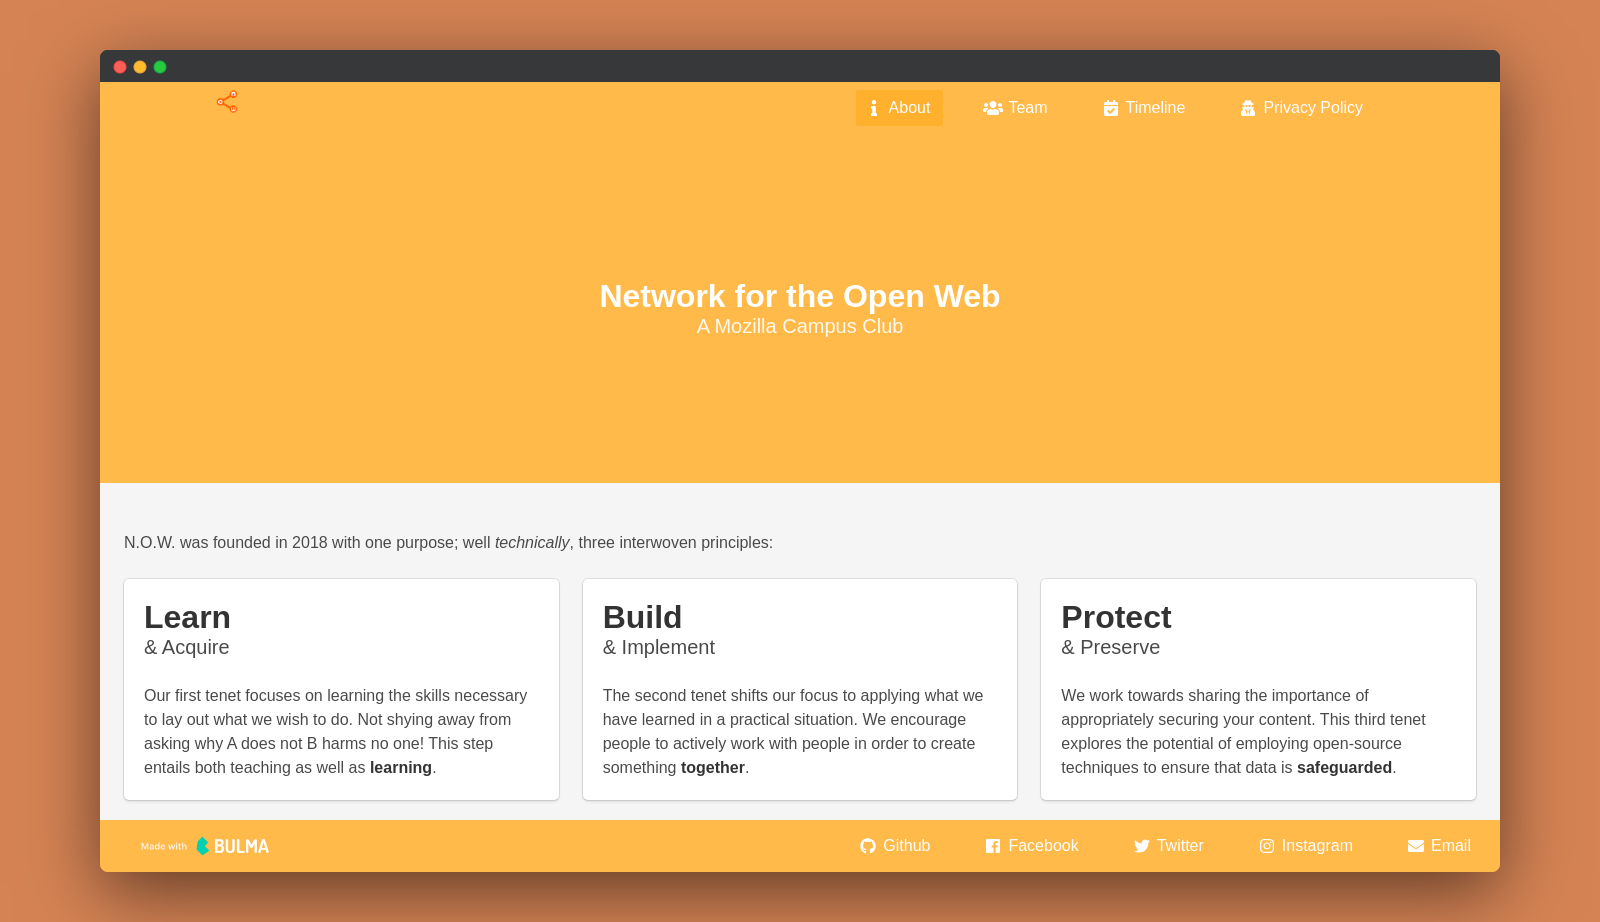 About
Team
Timeline
Privacy Policy
Network for the Open Web
A Mozilla Campus Club
N.O.W. was founded in 2018 with one purpose; well technically, three interwoven principles:
Learn
& Acquire
Our first tenet focuses on learning the skills necessary
to lay out what we wish to do. Not shying away from
asking why A does not B harms no one! This step
entails both teaching as well as learning.
Build
& Implement
The second tenet shifts our focus to applying what we
have learned in a practical situation. We encourage
people to actively work with people in order to create
something together.
Protect
& Preserve
We work towards sharing the importance of
appropriately securing your content. This third tenet
explores the potential of employing open-source
techniques to ensure that data is safeguarded.
Made with BULMA
Github
Facebook
Twitter
Instagram
Email